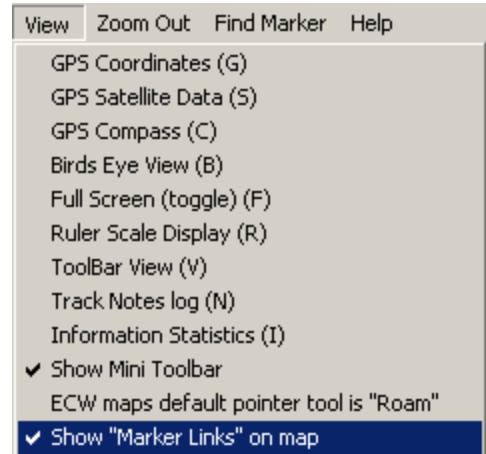 View Zoom Out Find Marker Help
GPS Coordinates (G)
GPS Satellite Data (S)
GPS Compass (C)
Birds Eye View (B)
Full Screen (toggle) (F)
Ruler Scale Display (R)
ToolBar View (V)
Track Notes log (N)
Information Statistics (I)
Show Mini Toolbar
ECW maps default pointer tool is "Roam"
Show "Marker Links" on map